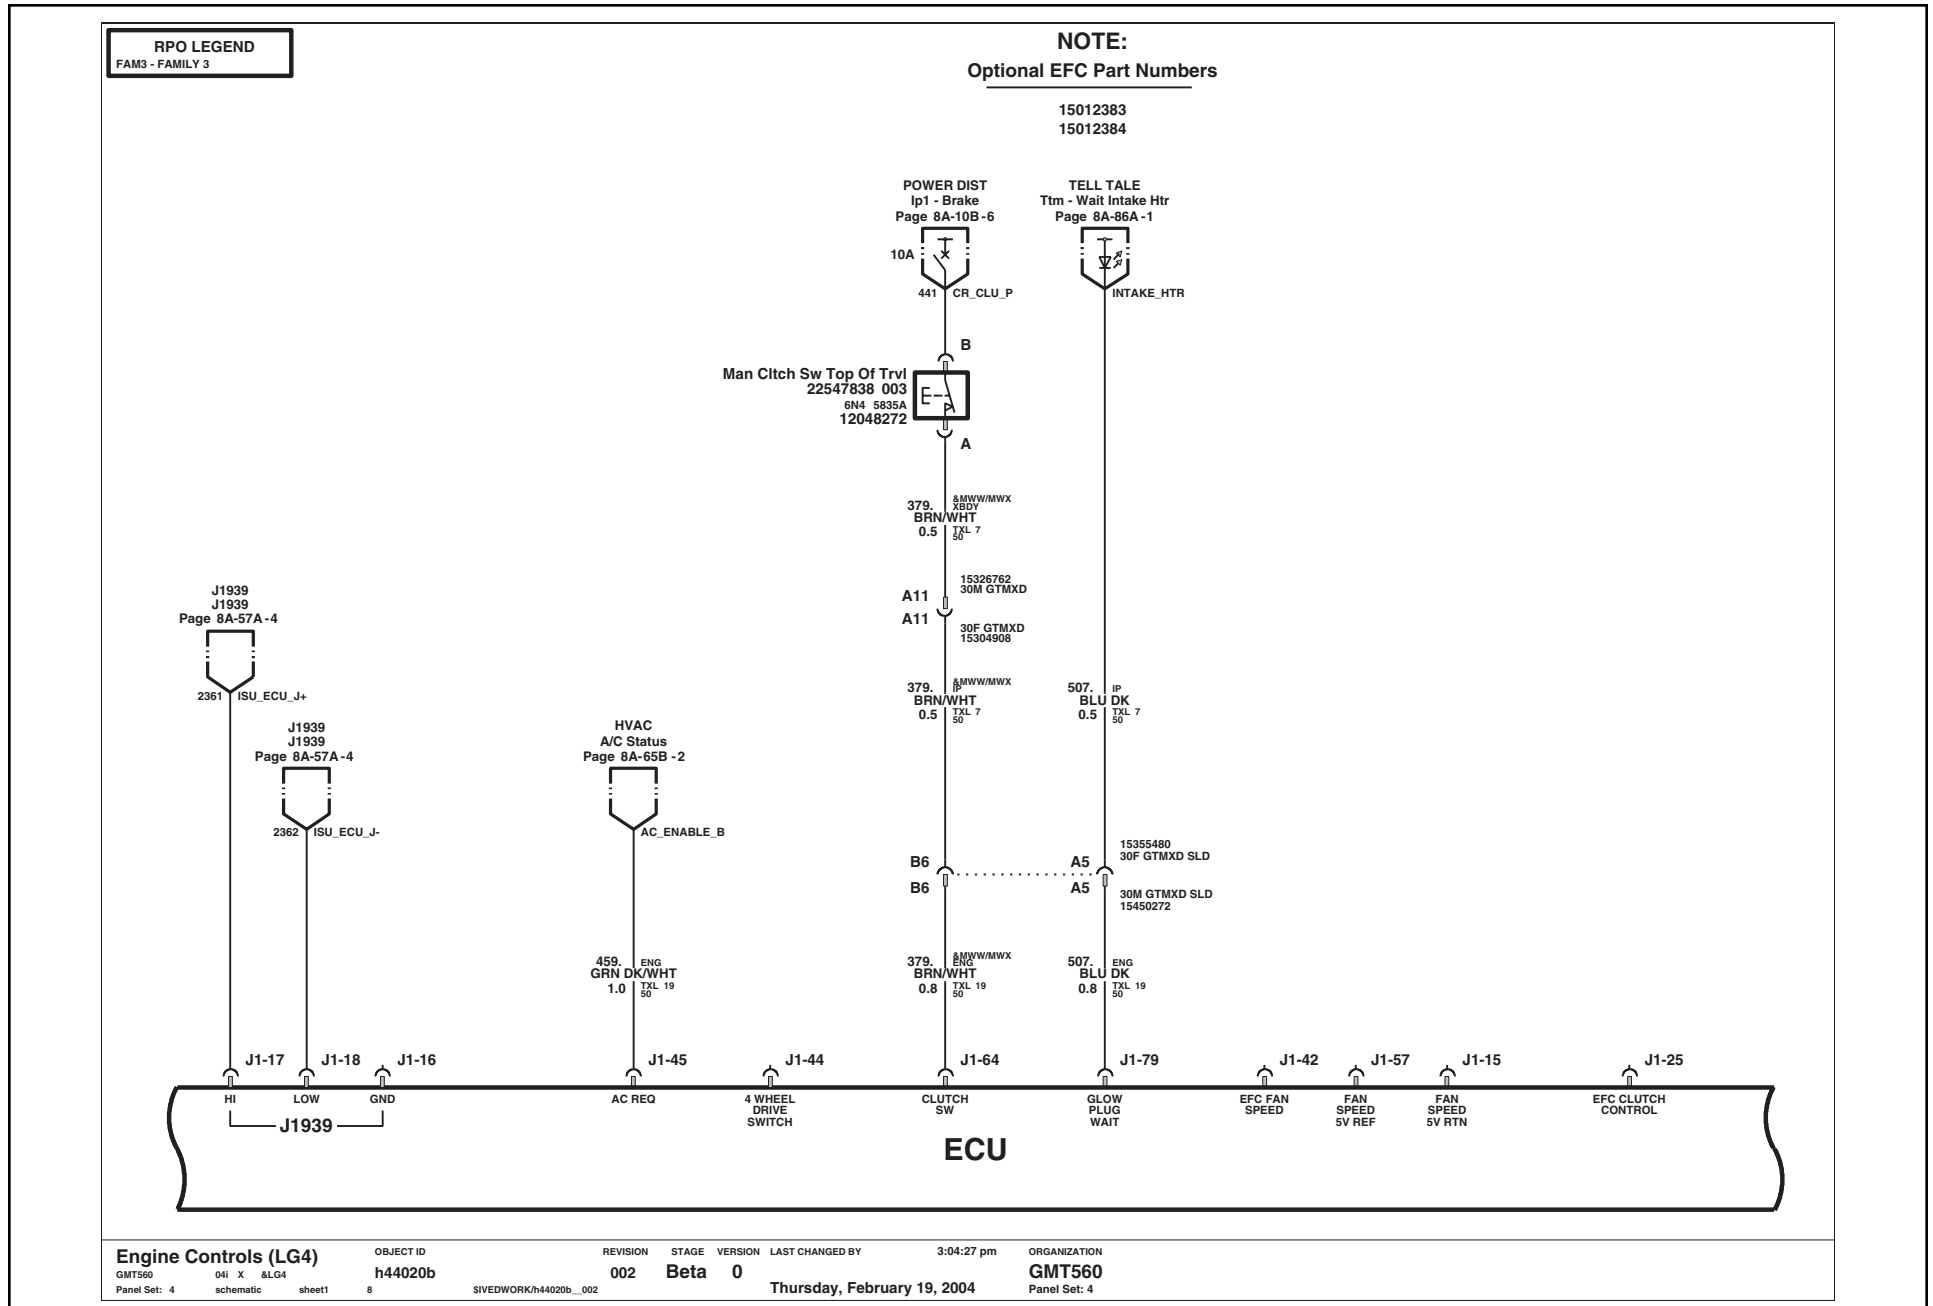 RPO LEGEND
FAM3 - FAMILY 3
NOTE:
Optional EFC Part Numbers
15012383
15012384
POWER DIST
Ip1 - Brake
Page 8A-10B-6
10A
441 CR_CLU_P
TELL TALE
Ttm - Wait Intake Htr
Page 8A-86A-1
INTAKE_HTR
B
Man Cltch Sw Top Of Trvl
22547838 003
6N4 5835A
12048272
A
379. &MWW/MWX
XBDY
BRN/WHT
0.5 TXL 7
50
15326762
30M GTMXD
A11
A11
30F GTMXD
15304908
J1939
J1939
Page 8A-57A-4
2361 ISU_ECU_J+
J1939
J1939
Page 8A-57A-4
2362 ISU_ECU_J-
HVAC
A/C Status
Page 8A-65B-2
AC_ENABLE_B
379. &MWW/MWX
IP
BRN/WHT
0.5 TXL 7
50
507. IP
BLU DK
0.5 TXL 7
50
15355480
30F GTMXD SLD
B6 A5
B6 A5
30M GTMXD SLD
15450272
459. ENG
GRN DK/WHT
1.0 TXL 19
50
379. &MWW/MWX
ENG
BRN/WHT
0.8 TXL 19
50
507. ENG
BLU DK
0.8 TXL 19
50
J1-17 J1-18 J1-16 J1-45 J1-44 J1-64 J1-79 J1-42 J1-57 J1-15 J1-25
HI
LOW
GND
J1939
AC REQ
4 WHEEL
DRIVE
SWITCH
CLUTCH
SW
GLOW
PLUG
WAIT
EFC FAN
SPEED
FAN
SPEED
5V REF
FAN
SPEED
5V RTN
EFC CLUTCH
CONTROL
ECU
Engine Controls (LG4)
GMT560 04i X &LG4
Panel Set: 4 schematic sheet1 8
OBJECT ID
h44020b
$IVEDWORK/h44020b__002
REVISION
002
STAGE
Beta
VERSION
0
LAST CHANGED BY 3:04:27 pm
Thursday, February 19, 2004
ORGANIZATION
GMT560
Panel Set: 4